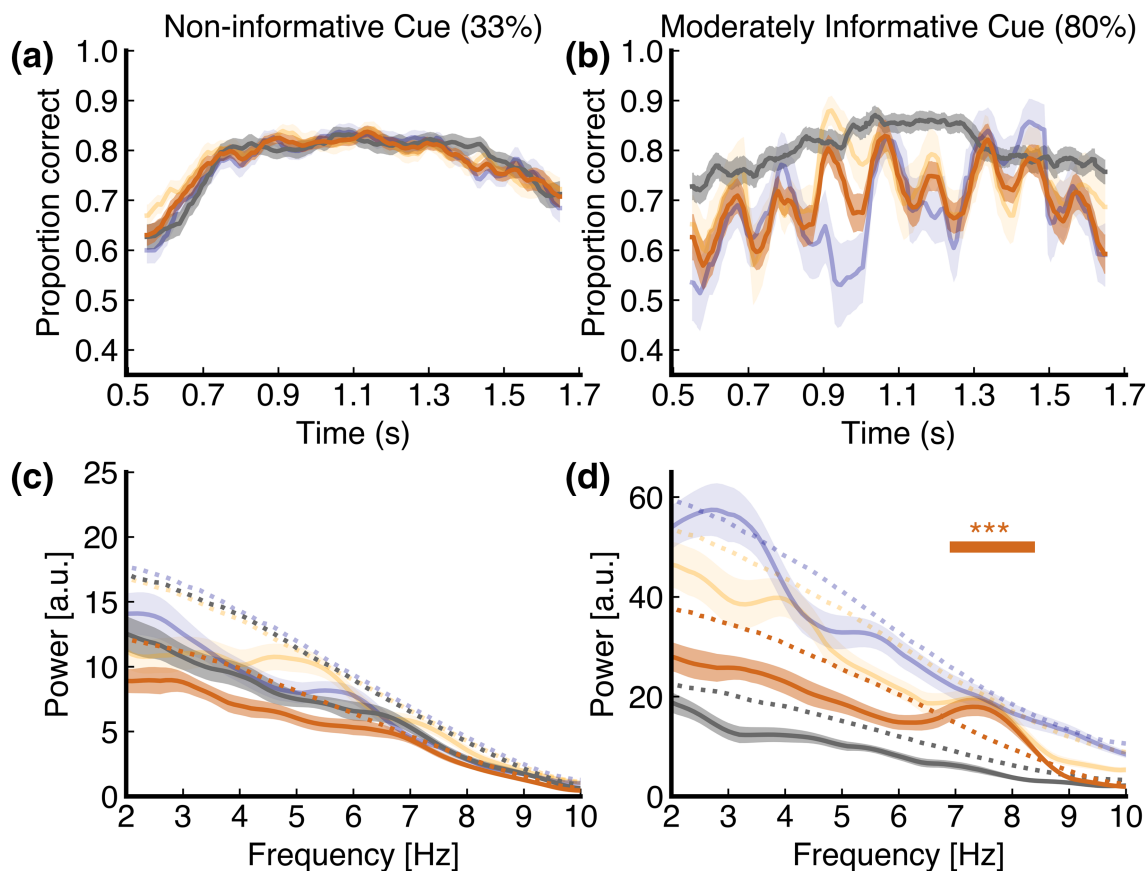 Non-informative Cue (33%)
Moderately Informative Cue (80%)
(a)
Proportion correct
1.0
0.9
0.8
0.7
0.6
0.5
0.4
0.5 0.7 0.9 1.1 1.3 1.5 1.7
Time (s)
(b)
Proportion correct
1.0
0.9
0.8
0.7
0.6
0.5
0.4
0.5 0.7 0.9 1.1 1.3 1.5 1.7
Time (s)
(c)
Power [a.u.]
25
20
15
10
5
0
2 3 4 5 6 7 8 9 10
Frequency [Hz]
(d)
Power [a.u.]
60
40
20
0
***
2 3 4 5 6 7 8 9 10
Frequency [Hz]